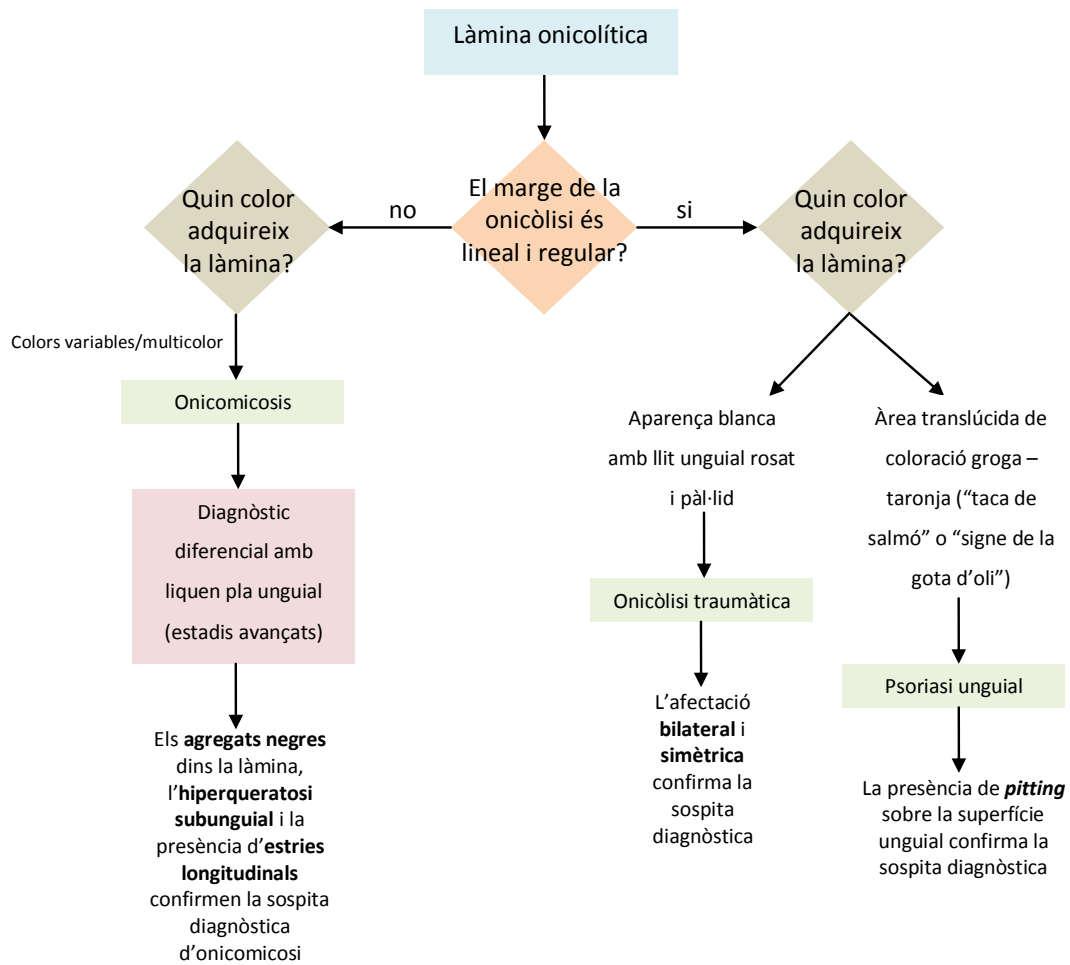 Làmina onicolítica
El marge de la
onicòlisi és
lineal i regular?
no
si
Quin color
adquireix
la làmina?
Colors variables/multicolor
Onicomicosis
Diagnòstic
diferencial amb
liquen pla unguial
(estadis avançats)
Els agregats negres
dins la làmina,
l’hiperqueratosi
subunguial i la
presència d’estries
longitudinals
confirmen la sospita
diagnòstica
d’onicomicosi
Quin color
adquireix
la làmina?
Aparença blanca
amb llit unguial rosat
i pàl·lid
Onicòlisi traumàtica
L’afectació
bilateral i
simètrica
confirma la
sospita
diagnòstica
Àrea translúcida de
coloració groga –
taronja (“taca de
salmó” o “signe de la
gota d’oli”)
Psoriasi unguial
La presència de pitting
sobre la superfície
unguial confirma la
sospita diagnòstica